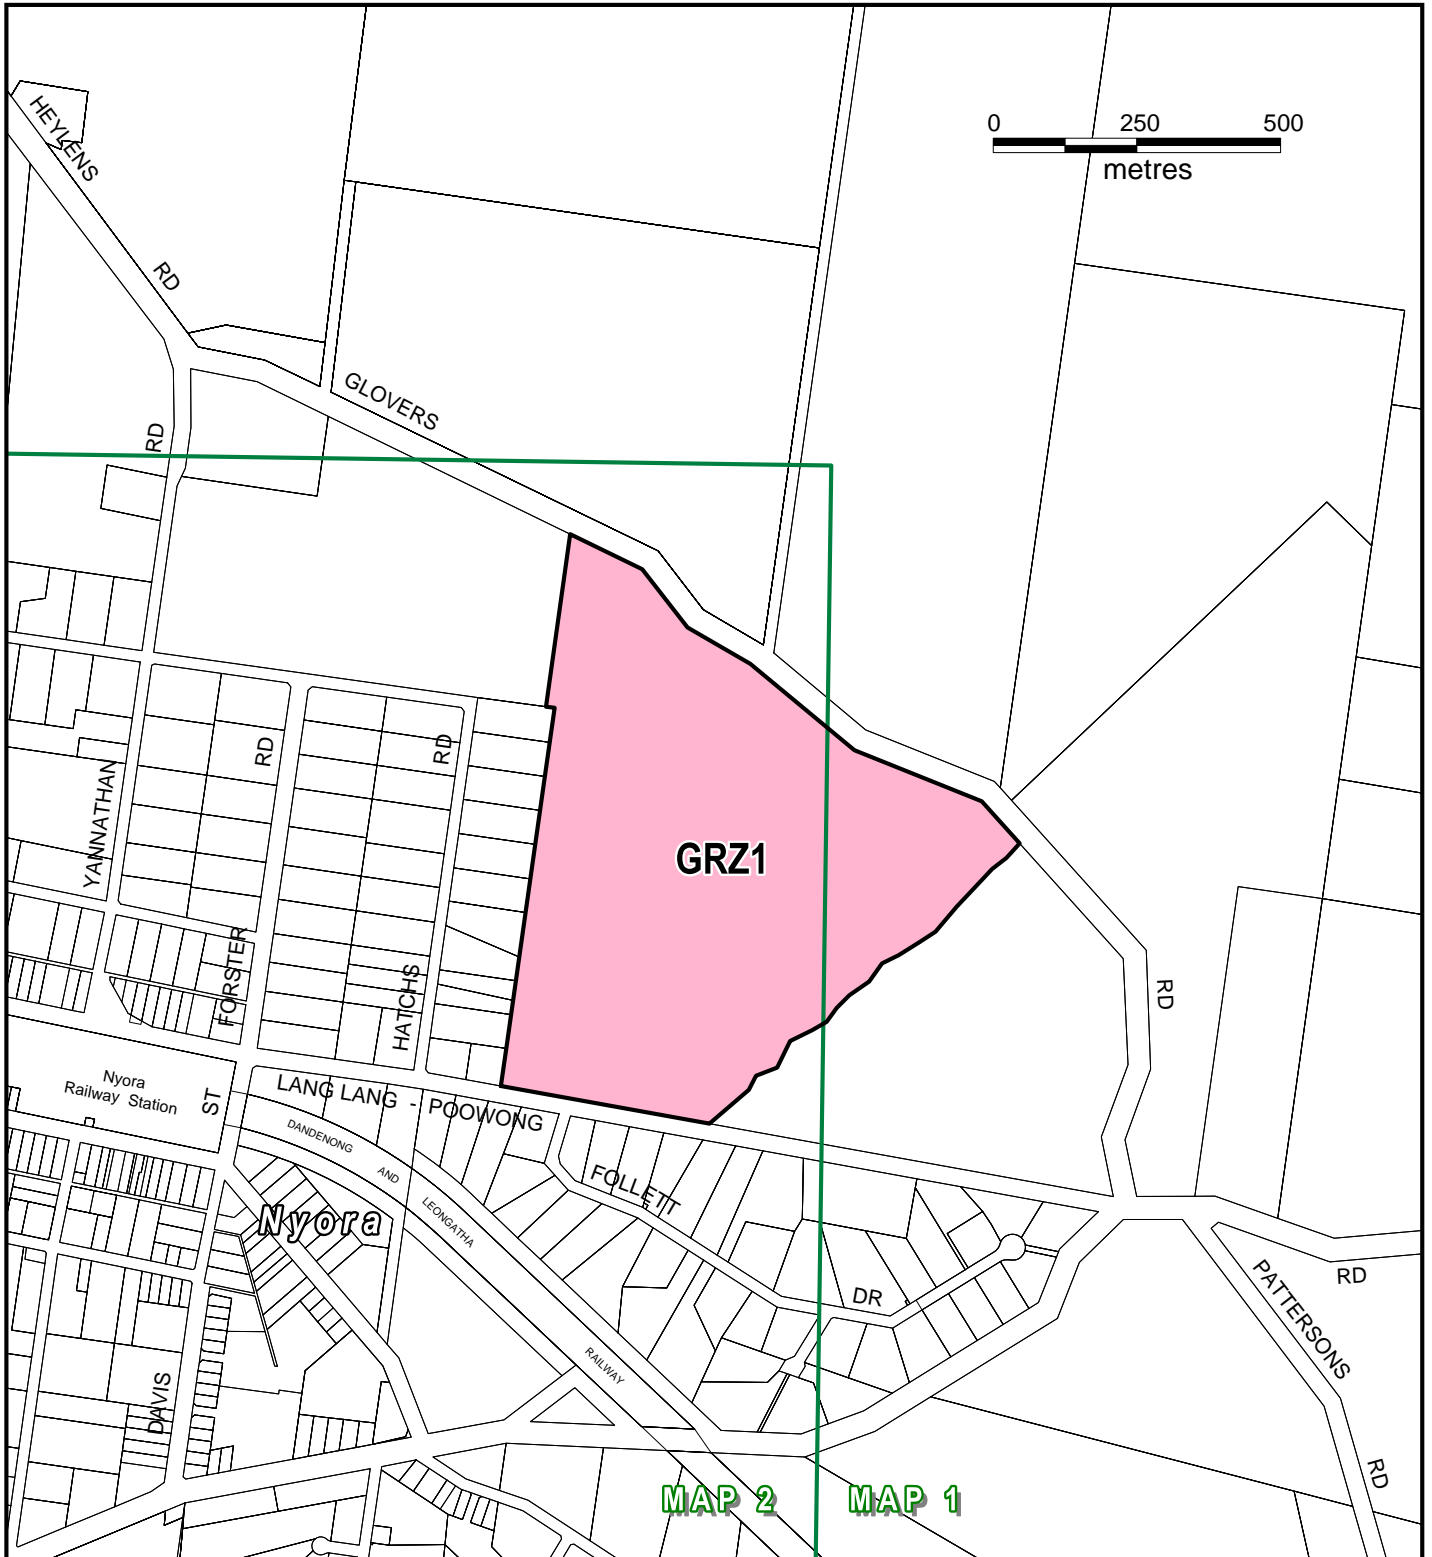 HEYLENS
RD
0 250 500
metres
GLOVERS
RD
RD
RD
YANNATHAN
GRZ1
FORSTER
HATCHS
RD
Nyora
Railway Station
ST
LANG LANG - POOWONG
DANDENONG
AND
LEONGATHA
FOLLETT
Nyora
DR
RD
PATTERSONS
RAILWAY
DAVIS
RD
MAP 2
MAP 1